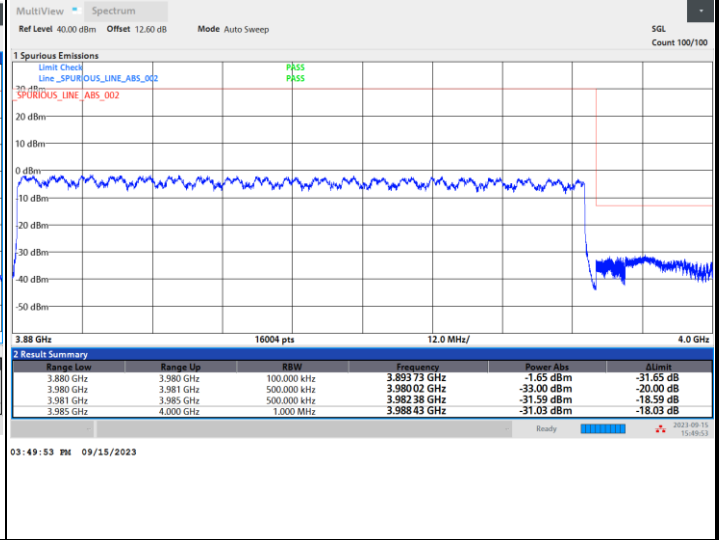 MultiView Spectrum
Ref Level 40.00 dBm Offset 12.60 dB Mode Auto Sweep SGL
Count 100/100
1 Spurious Emissions
Limit Check PASS
Line _SPURIOUS_LINE_ABS_002 PASS
30 dBm
_SPURIOUS_LINE_ABS_002
20 dBm
10 dBm
0 dBm
-10 dBm
-20 dBm
-30 dBm
-40 dBm
-50 dBm
3.88 GHz 16004 pts 12.0 MHz/ 4.0 GHz
2 Result Summary
Range Low Range Up RBW Frequency Power Abs ΔLimit
3.880 GHz 3.980 GHz 100.000 kHz 3.893 73 GHz -1.65 dBm -31.65 dB
3.980 GHz 3.981 GHz 500.000 kHz 3.980 02 GHz -33.00 dBm -20.00 dB
3.981 GHz 3.985 GHz 500.000 kHz 3.982 38 GHz -31.59 dBm -18.59 dB
3.985 GHz 4.000 GHz 1.000 MHz 3.988 43 GHz -31.03 dBm -18.03 dB
Ready 2023-09-15
15:49:53
03:49:53 PM 09/15/2023